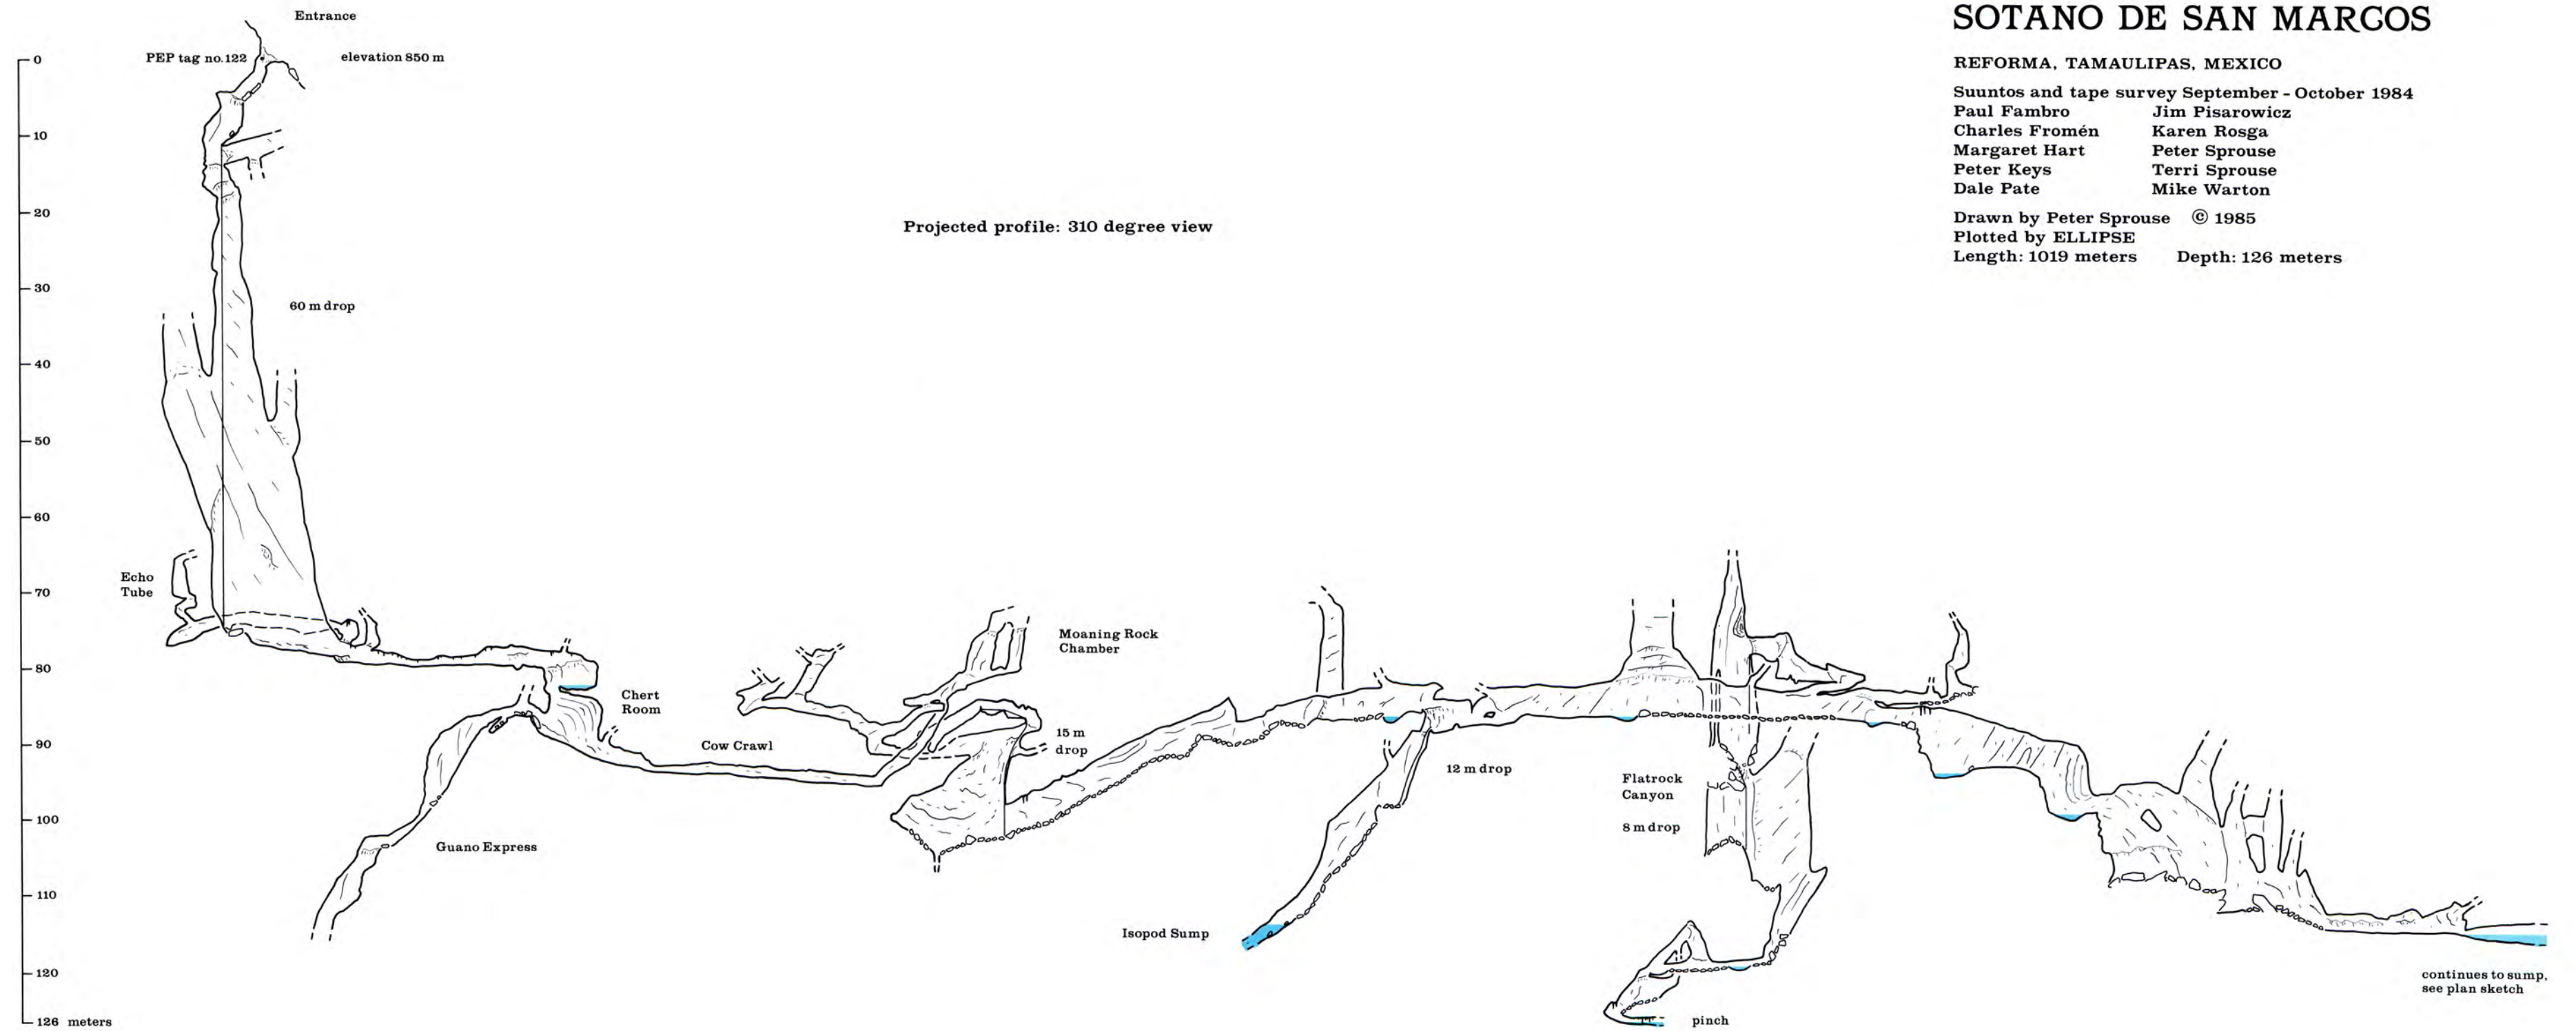 Entrance
PEP tag no.122
elevation 850 m
SOTANO DE SAN MARCOS
REFORMA, TAMAULIPAS, MEXICO
Suuntos and tape survey September - October 1984
Paul Fambro Jim Pisarowicz
Charles Fromén Karen Rosga
Margaret Hart Peter Sprouse
Peter Keys Terri Sprouse
Dale Pate Mike Warton
Drawn by Peter Sprouse © 1985
Plotted by ELLIPSE
Length: 1019 meters Depth: 126 meters
Projected profile: 310 degree view
0
10
20
30
40
50
60
70
80
90
100
110
120
126 meters
60 m drop
Echo
Tube
Chert
Room
Guano Express
Cow Crawl
Moaning Rock
Chamber
15 m
drop
Isopod Sump
12 m drop
Flatrock
Canyon
8 m drop
pinch
continues to sump,
see plan sketch